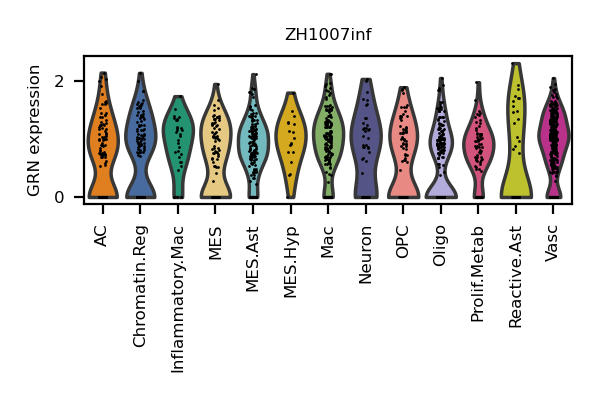 ZH1007inf
GRN expression
2
0
AC
Chromatin.Reg
Inflammatory.Mac
MES
MES.Ast
MES.Hyp
Mac
Neuron
OPC
Oligo
Prolif.Metab
Reactive.Ast
Vasc